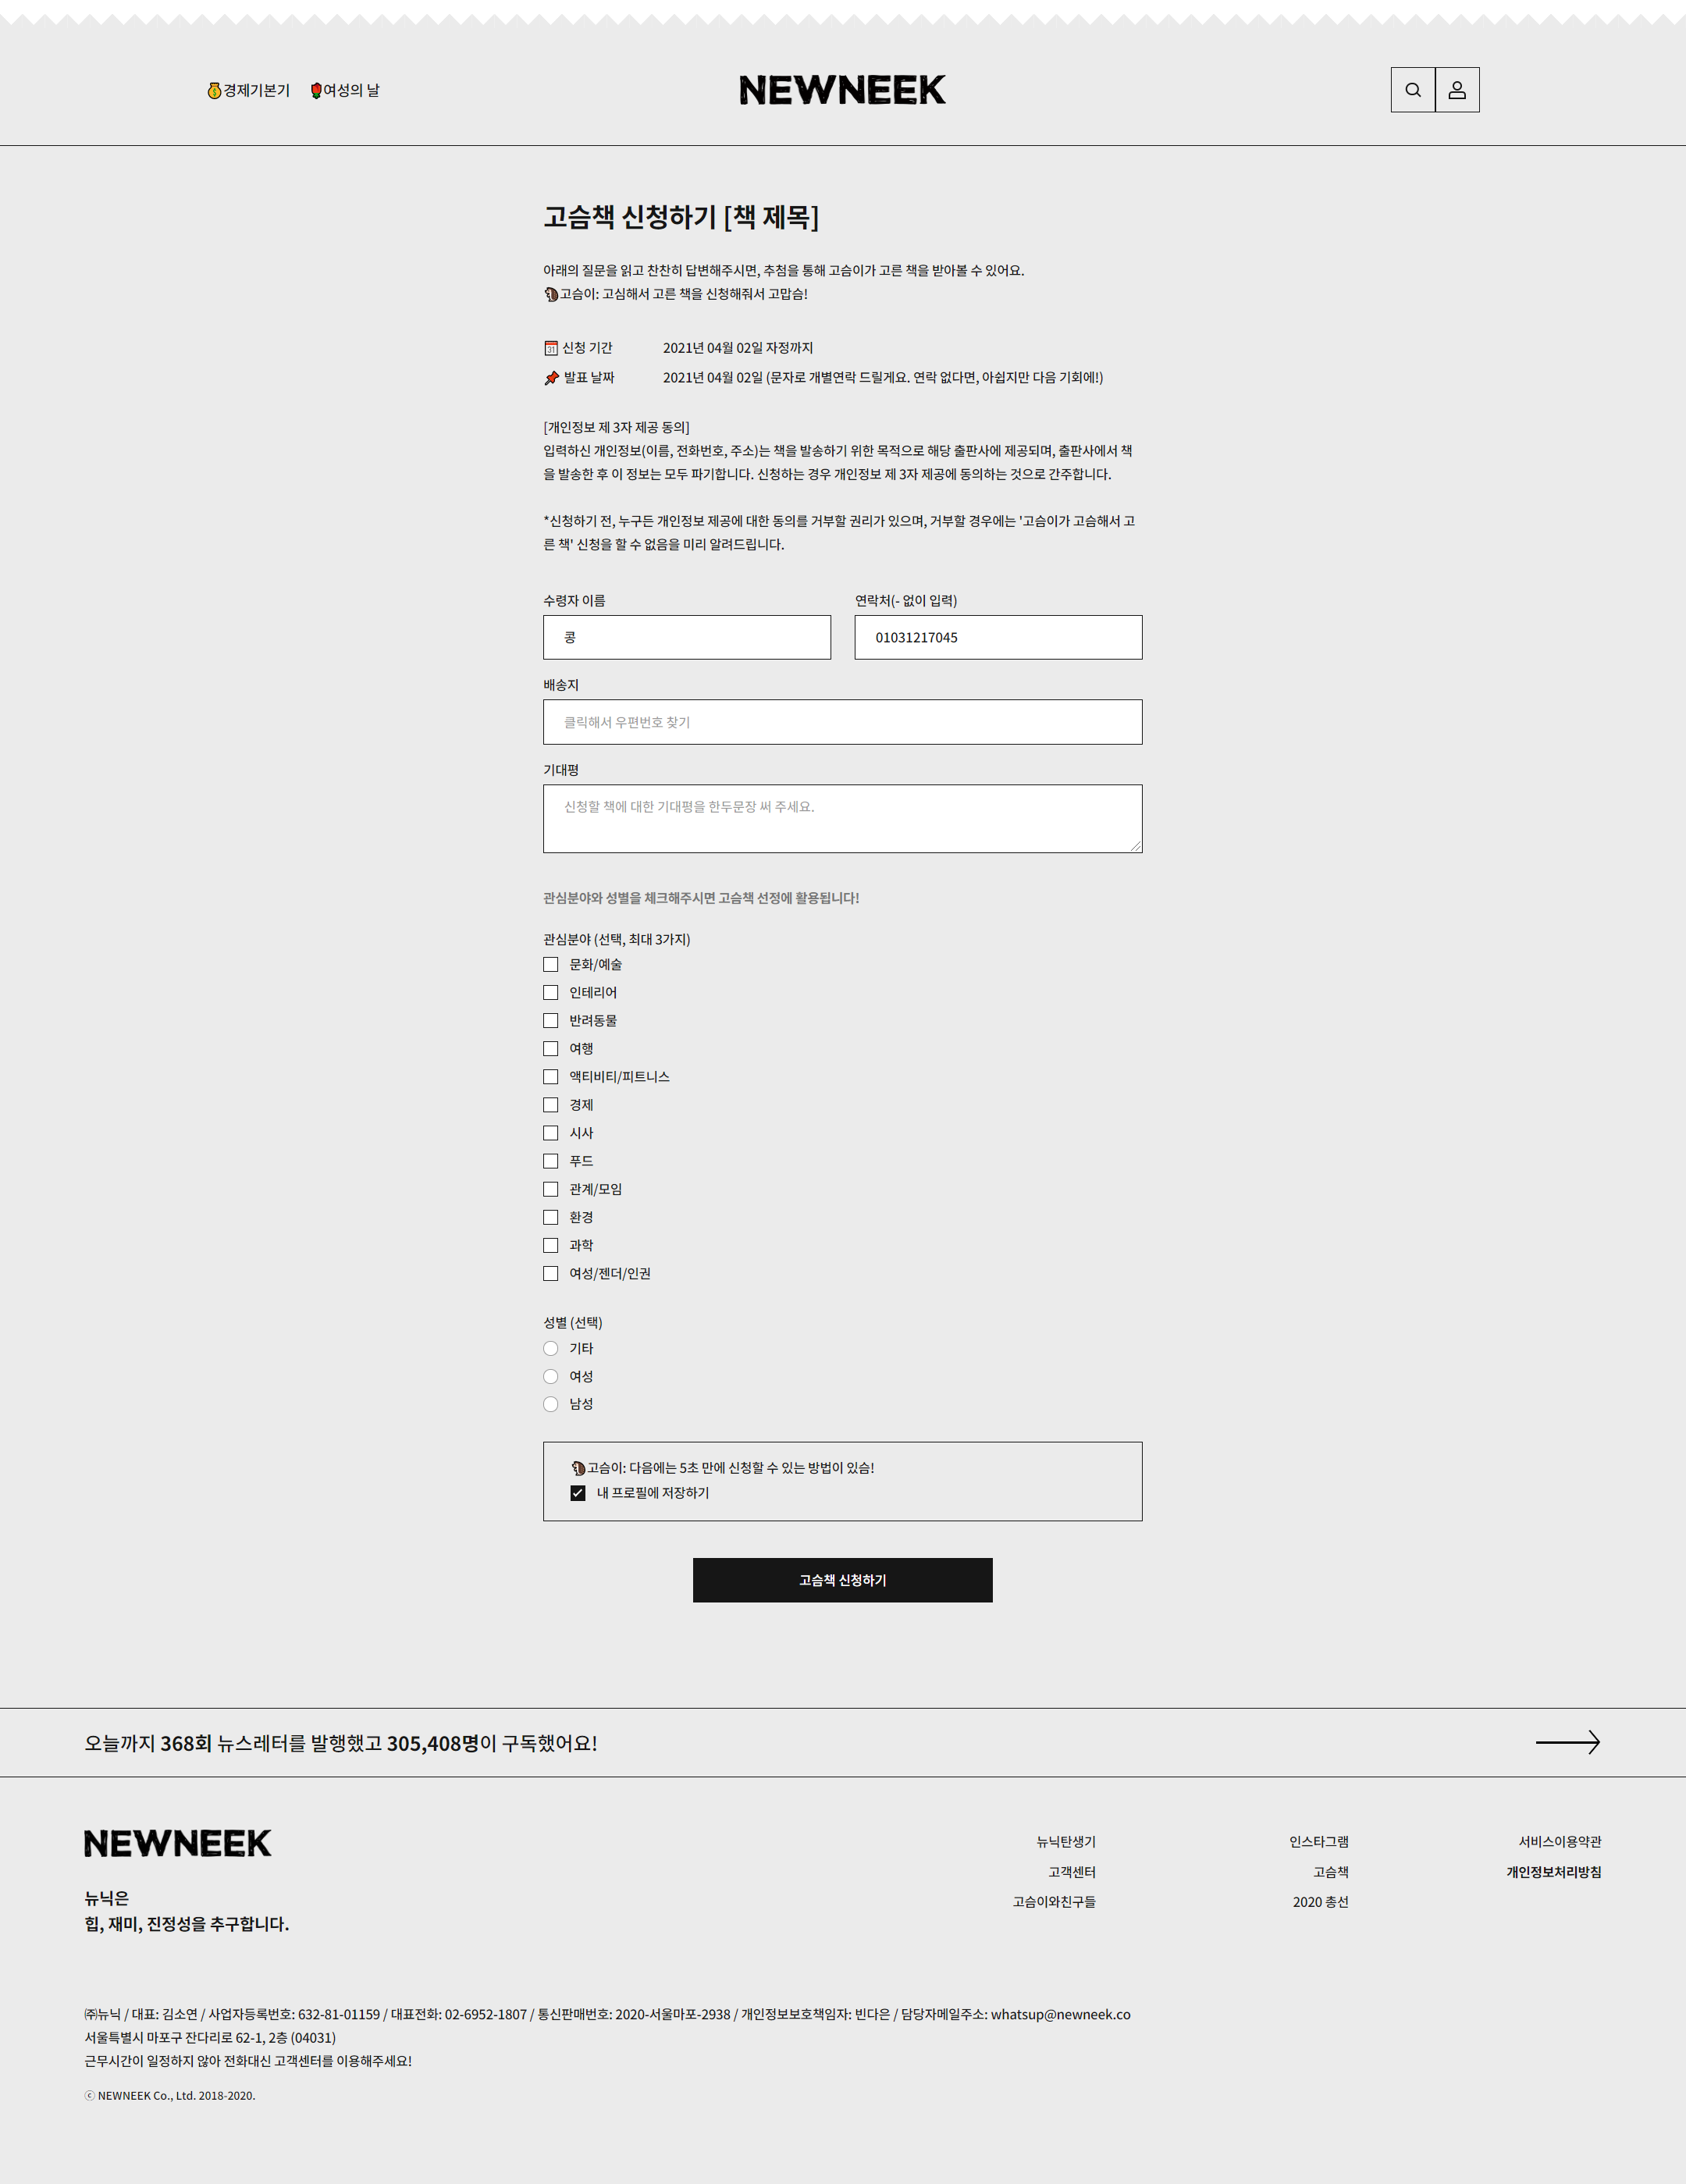 경제기본기 여성의 날
NEWNEEK
고슴책 신청하기 [책 제목]
아래의 질문을 읽고 찬찬히 답변해주시면, 추첨을 통해 고슴이가 고른 책을 받아볼 수 있어요.
고슴이: 고심해서 고른 책을 신청해줘서 고맙슴!
신청 기간 2021년 04월 02일 자정까지
발표 날짜 2021년 04월 02일 (문자로 개별연락 드릴게요. 연락 없다면, 아쉽지만 다음 기회에!)
[개인정보 제 3자 제공 동의]
입력하신 개인정보(이름, 전화번호, 주소)는 책을 발송하기 위한 목적으로 해당 출판사에 제공되며, 출판사에서 책
을 발송한 후 이 정보는 모두 파기합니다. 신청하는 경우 개인정보 제 3자 제공에 동의하는 것으로 간주합니다.
*신청하기 전, 누구든 개인정보 제공에 대한 동의를 거부할 권리가 있으며, 거부할 경우에는 '고슴이가 고슴해서 고
른 책' 신청을 할 수 없음을 미리 알려드립니다.
수령자 이름 연락처(- 없이 입력)
콩 01031217045
배송지
클릭해서 우편번호 찾기
기대평
신청할 책에 대한 기대평을 한두문장 써 주세요.
관심분야와 성별을 체크해주시면 고슴책 선정에 활용됩니다!
관심분야 (선택, 최대 3가지)
문화/예술
인테리어
반려동물
여행
액티비티/피트니스
경제
시사
푸드
관계/모임
환경
과학
여성/젠더/인권
성별 (선택)
기타
여성
남성
고슴이: 다음에는 5초 만에 신청할 수 있는 방법이 있슴!
내 프로필에 저장하기
고슴책 신청하기
오늘까지 368회 뉴스레터를 발행했고 305,408명이 구독했어요!
NEWNEEK
뉴닉은
힙, 재미, 진정성을 추구합니다.
뉴닉탄생기 인스타그램 서비스이용약관
고객센터 고슴책 개인정보처리방침
고슴이와친구들 2020 총선
㈜뉴닉 / 대표: 김소연 / 사업자등록번호: 632-81-01159 / 대표전화: 02-6952-1807 / 통신판매번호: 2020-서울마포-2938 / 개인정보보호책임자: 빈다은 / 담당자메일주소: whatsup@newneek.co
서울특별시 마포구 잔다리로 62-1, 2층 (04031)
근무시간이 일정하지 않아 전화대신 고객센터를 이용해주세요!
ⓒ NEWNEEK Co., Ltd. 2018-2020.